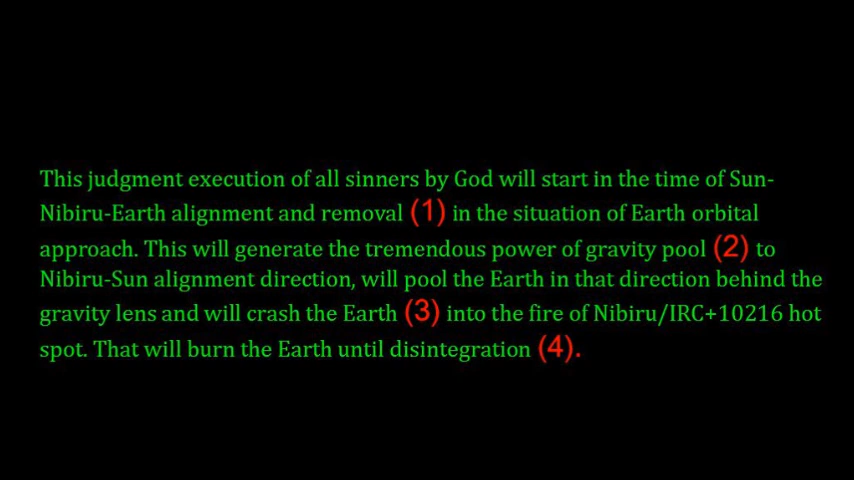 This judgment execution of all sinners by God will start in the time of Sun-
Nibiru-Earth alignment and removal (1) in the situation of Earth orbital
approach. This will generate the tremendous power of gravity pool (2) to
Nibiru-Sun alignment direction, will pool the Earth in that direction behind the
gravity lens and will crash the Earth (3) into the fire of Nibiru/IRC+10216 hot
spot. That will burn the Earth until disintegration (4).